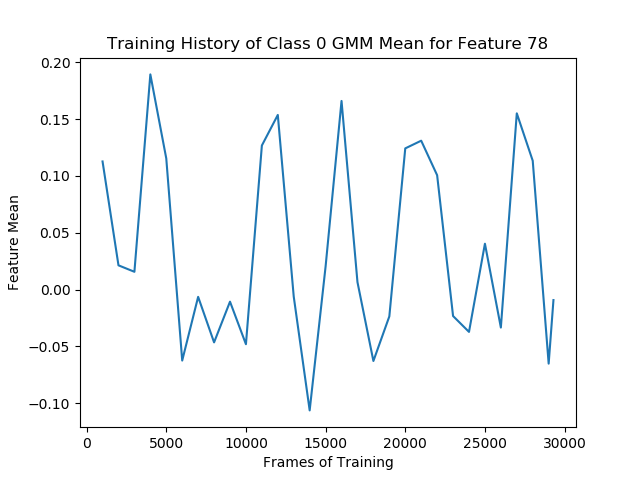 Training History of Class 0 GMM Mean for Feature 78
0.20
0.15
0.10
0.05
0.00
−0.05
−0.10
Feature Mean
0 5000 10000 15000 20000 25000 30000
Frames of Training